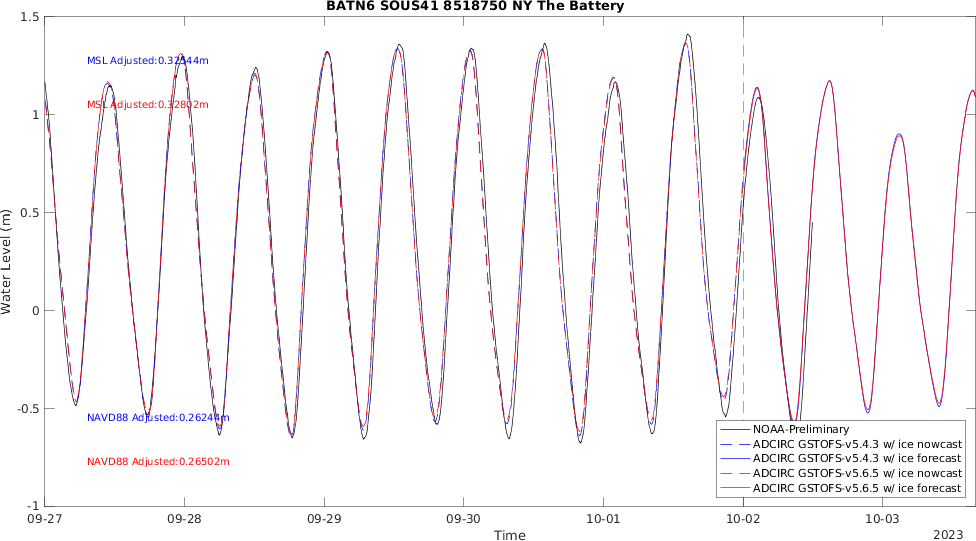 BATN6 SOUS41 8518750 NY The Battery
1.5
MSL Adjusted:0.32544m
MSL Adjusted:0.32802m
1
0.5
Water Level (m)
0
-0.5
NAVD88 Adjusted:0.26244m
NAVD88 Adjusted:0.26502m
-1
NOAA-Preliminary
ADCIRC GSTOFS-v5.4.3 w/ ice nowcast
ADCIRC GSTOFS-v5.4.3 w/ ice forecast
ADCIRC GSTOFS-v5.6.5 w/ ice nowcast
ADCIRC GSTOFS-v5.6.5 w/ ice forecast
09-27 09-28 09-29 09-30 10-01 10-02 10-03
Time
2023